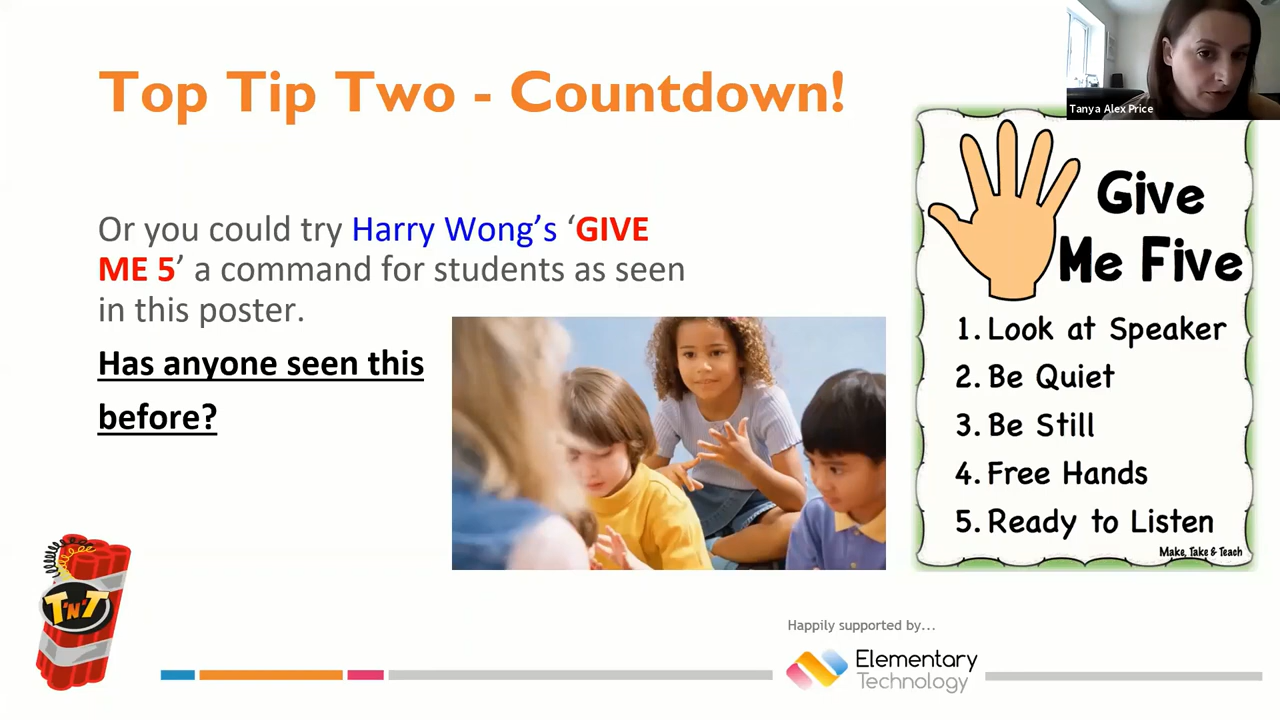 Top Tip Two - Countdown!
Tanya Alex Price
Or you could try Harry Wong's 'GIVE
ME 5' a command for students as seen
in this poster.
Has anyone seen this
before?
Give
Me Five
1. Look at Speaker
2. Be Quiet
3. Be Still
4. Free Hands
5. Ready to Listen
Make, Take & Teach
T'N'T
Happily supported by...
Elementary
Technology